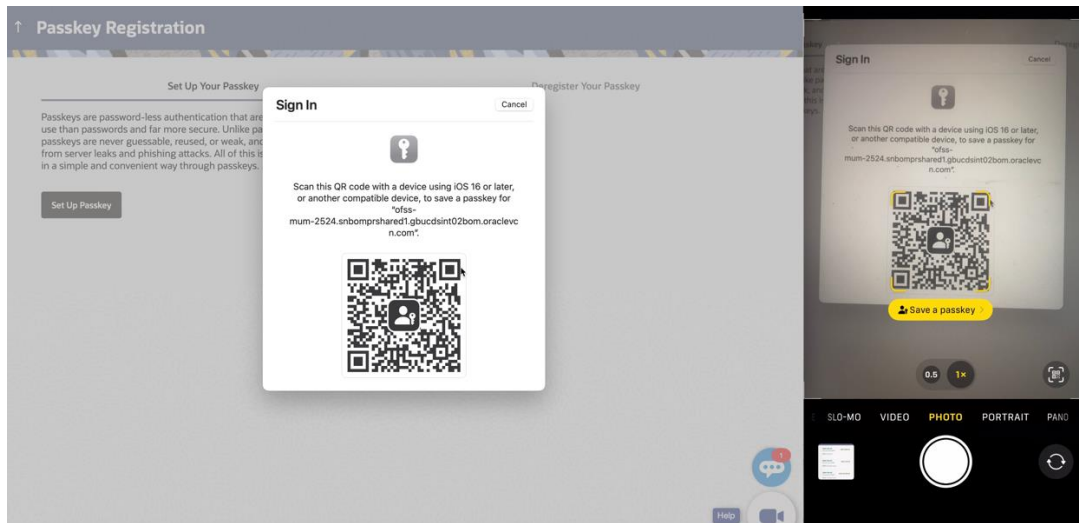 ↑ Passkey Registration
Set Up Your Passkey
Deregister Your Passkey
Passkeys are password-less authentication that are
use than passwords and far more secure. Unlike pa
passkeys are never guessable, reused, or weak, and
from server leaks and phishing attacks. All of this is
in a simple and convenient way through passkeys.
Set Up Passkey
Sign In
Cancel
Scan this QR code with a device using iOS 16 or later,
or another compatible device, to save a passkey for
"ofss-
mum-2524.snbomprshared1.gbucdsint02bom.oraclevc
n.com".
1
Help
Sign In
Cancel
Scan this QR code with a device using iOS 16 or later,
or another compatible device, to save a passkey for
"ofss-
mum-2524.snbomprshared1.gbucdsint02bom.oraclevc
n.com".
Save a passkey
0.5 1×
SLO-MO VIDEO PHOTO PORTRAIT PANO